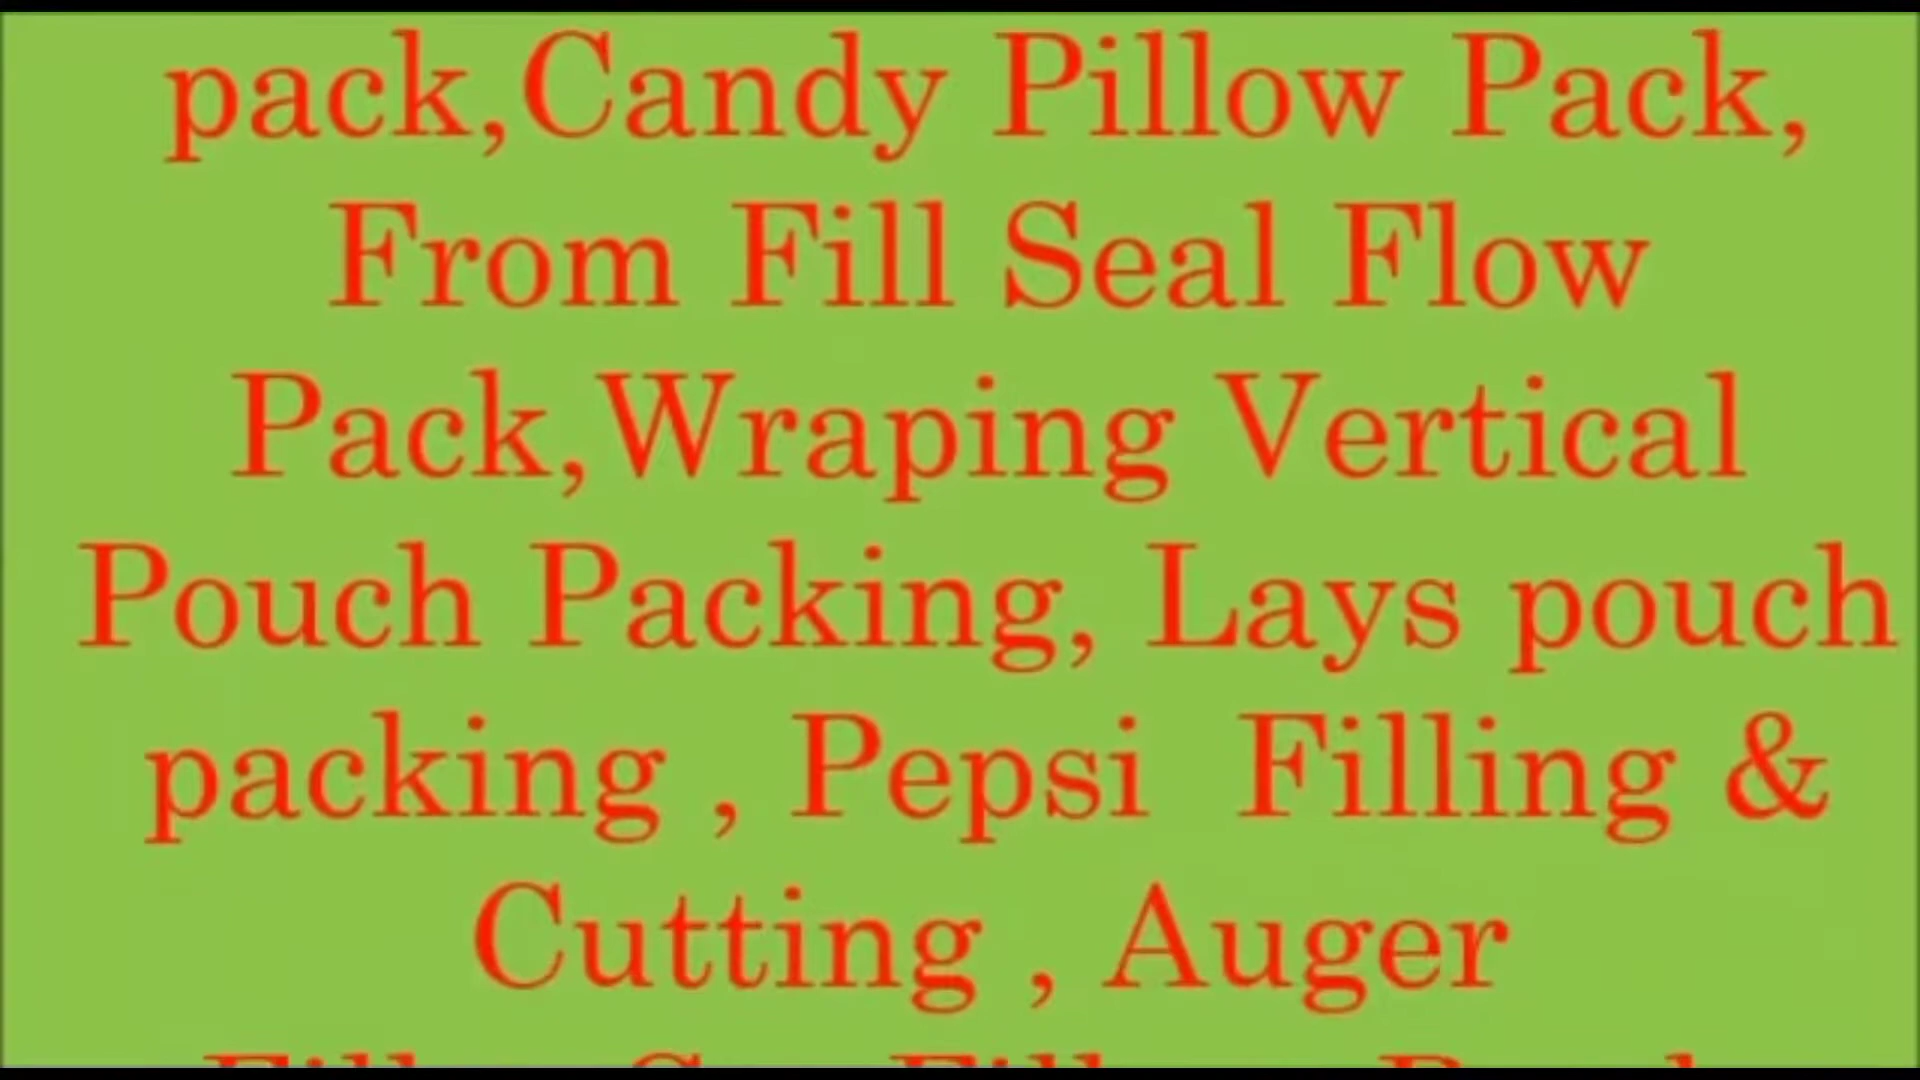 pack,Candy Pillow Pack,
From Fill Seal Flow
Pack,Wraping Vertical
Pouch Packing, Lays pouch
packing , Pepsi  Filling &
Cutting , Auger